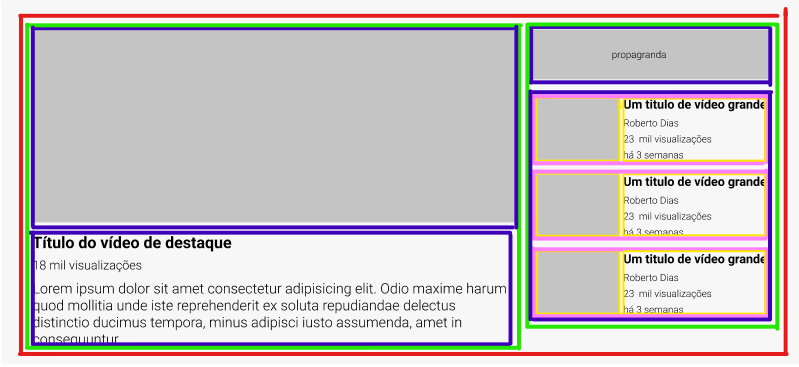 propagranda
Um titulo de vídeo grande
Roberto Dias
23 mil visualizações
há 3 semanas
Um titulo de vídeo grande
Roberto Dias
23 mil visualizações
há 3 semanas
Um titulo de vídeo grande
Roberto Dias
23 mil visualizações
há 3 semanas
Título do vídeo de destaque
18 mil visualizações
Lorem ipsum dolor sit amet consectetur adipisicing elit. Odio maxime harum
quod mollitia unde iste reprehenderit ex soluta repudiandae delectus
distinctio ducimus tempora, minus adipisci iusto assumenda, amet in
consequuntur